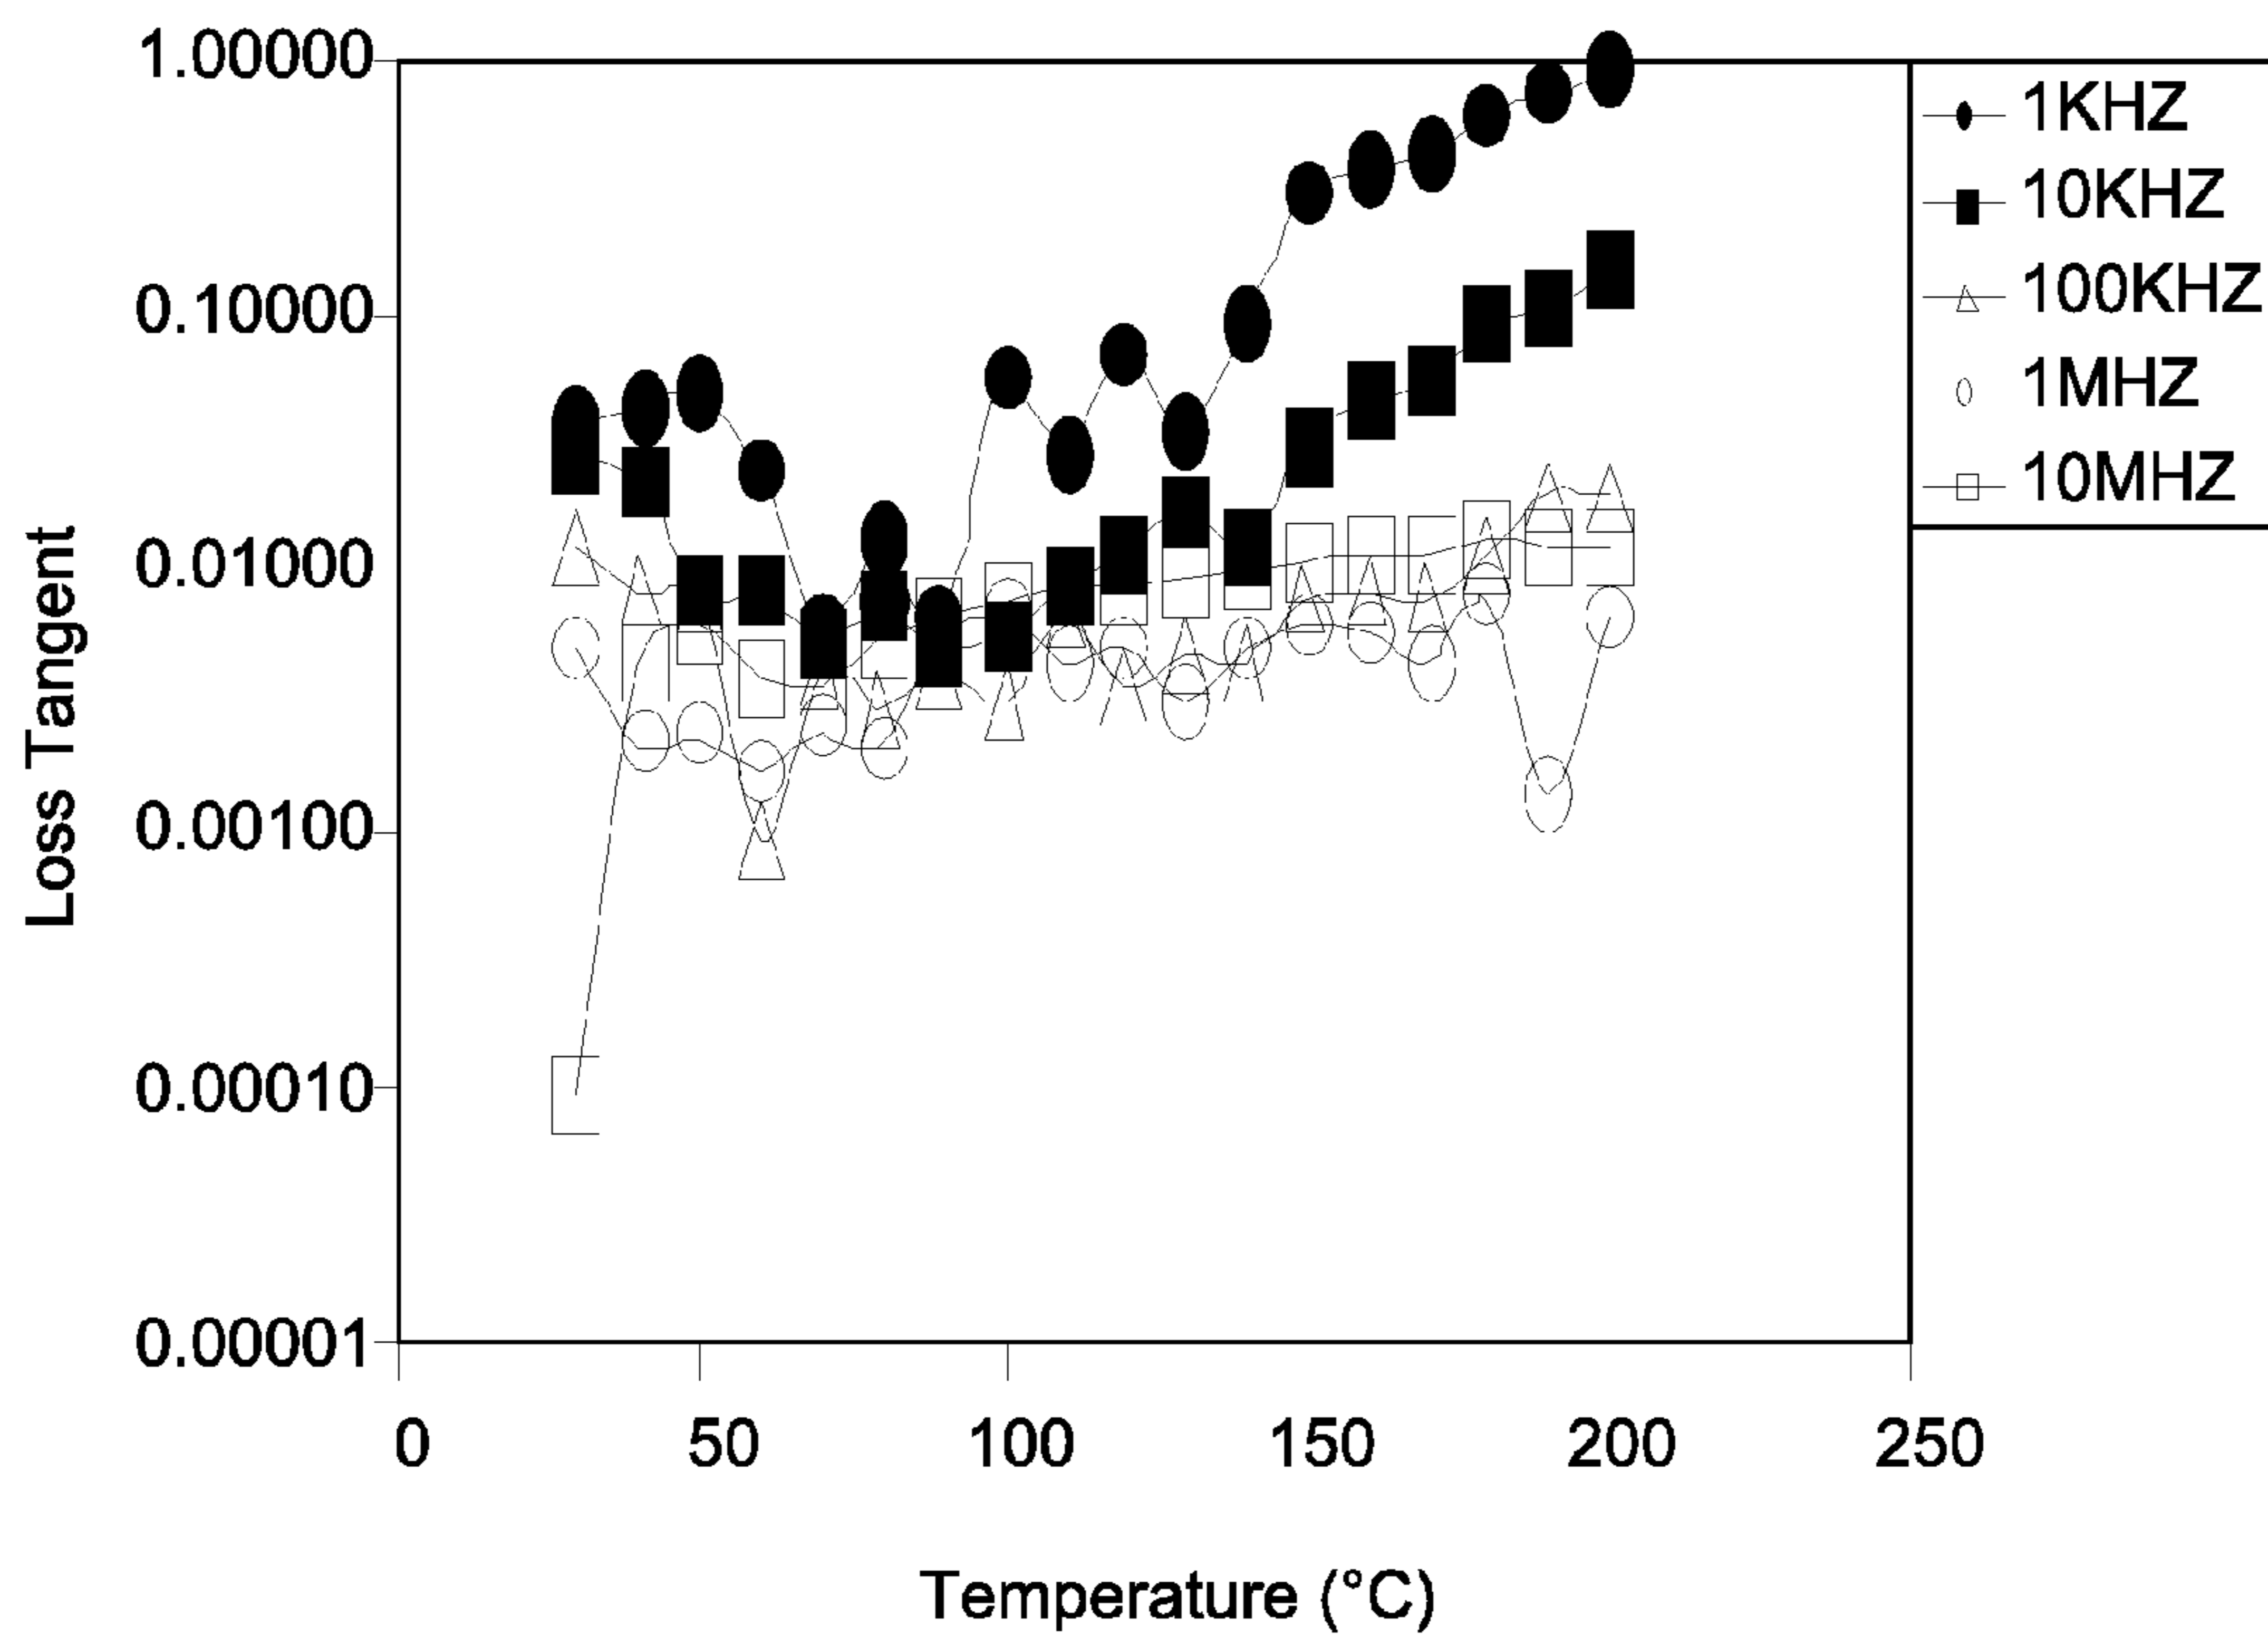 1.00000
0.10000
0.01000
0.00100
0.00010
0.00001
Loss Tangent
0 50 100 150 200 250
Temperature (°C)
1KHZ
10KHZ
100KHZ
1MHZ
10MHZ